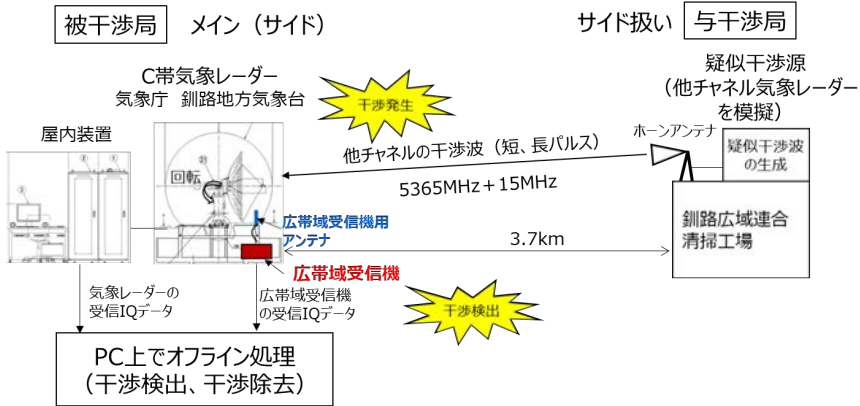 被干渉局
メイン（サイド）
サイド扱い
与干渉局
C帯気象レーダー
気象庁 釧路地方気象台
屋内装置
回転
広帯域受信機用
アンテナ
広帯域受信機
干渉発生
他チャネルの干渉波（短、長パルス）
5365MHz＋15MHz
3.7km
疑似干渉源
（他チャネル気象レーダー
を模擬）
ホーンアンテナ
疑似干渉波
の生成
釧路広域連合
清掃工場
気象レーダーの
受信IQデータ
広帯域受信機
の受信IQデータ
干渉検出
PC上でオフライン処理
（干渉検出、干渉除去）